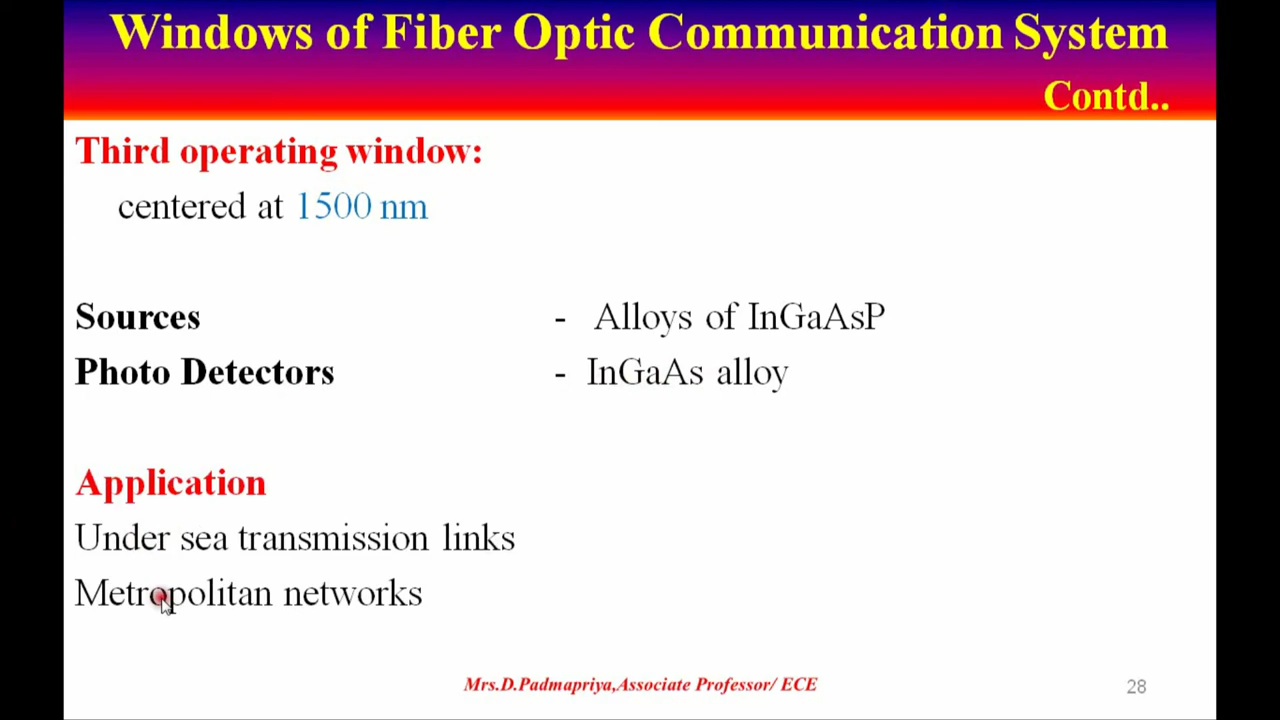 Windows of Fiber Optic Communication System
Contd..
Third operating window:
centered at 1500 nm
Sources - Alloys of InGaAsP
Photo Detectors - InGaAs alloy
Application
Under sea transmission links
Metropolitan networks
Mrs.D.Padmapriya,Associate Professor/ ECE
28